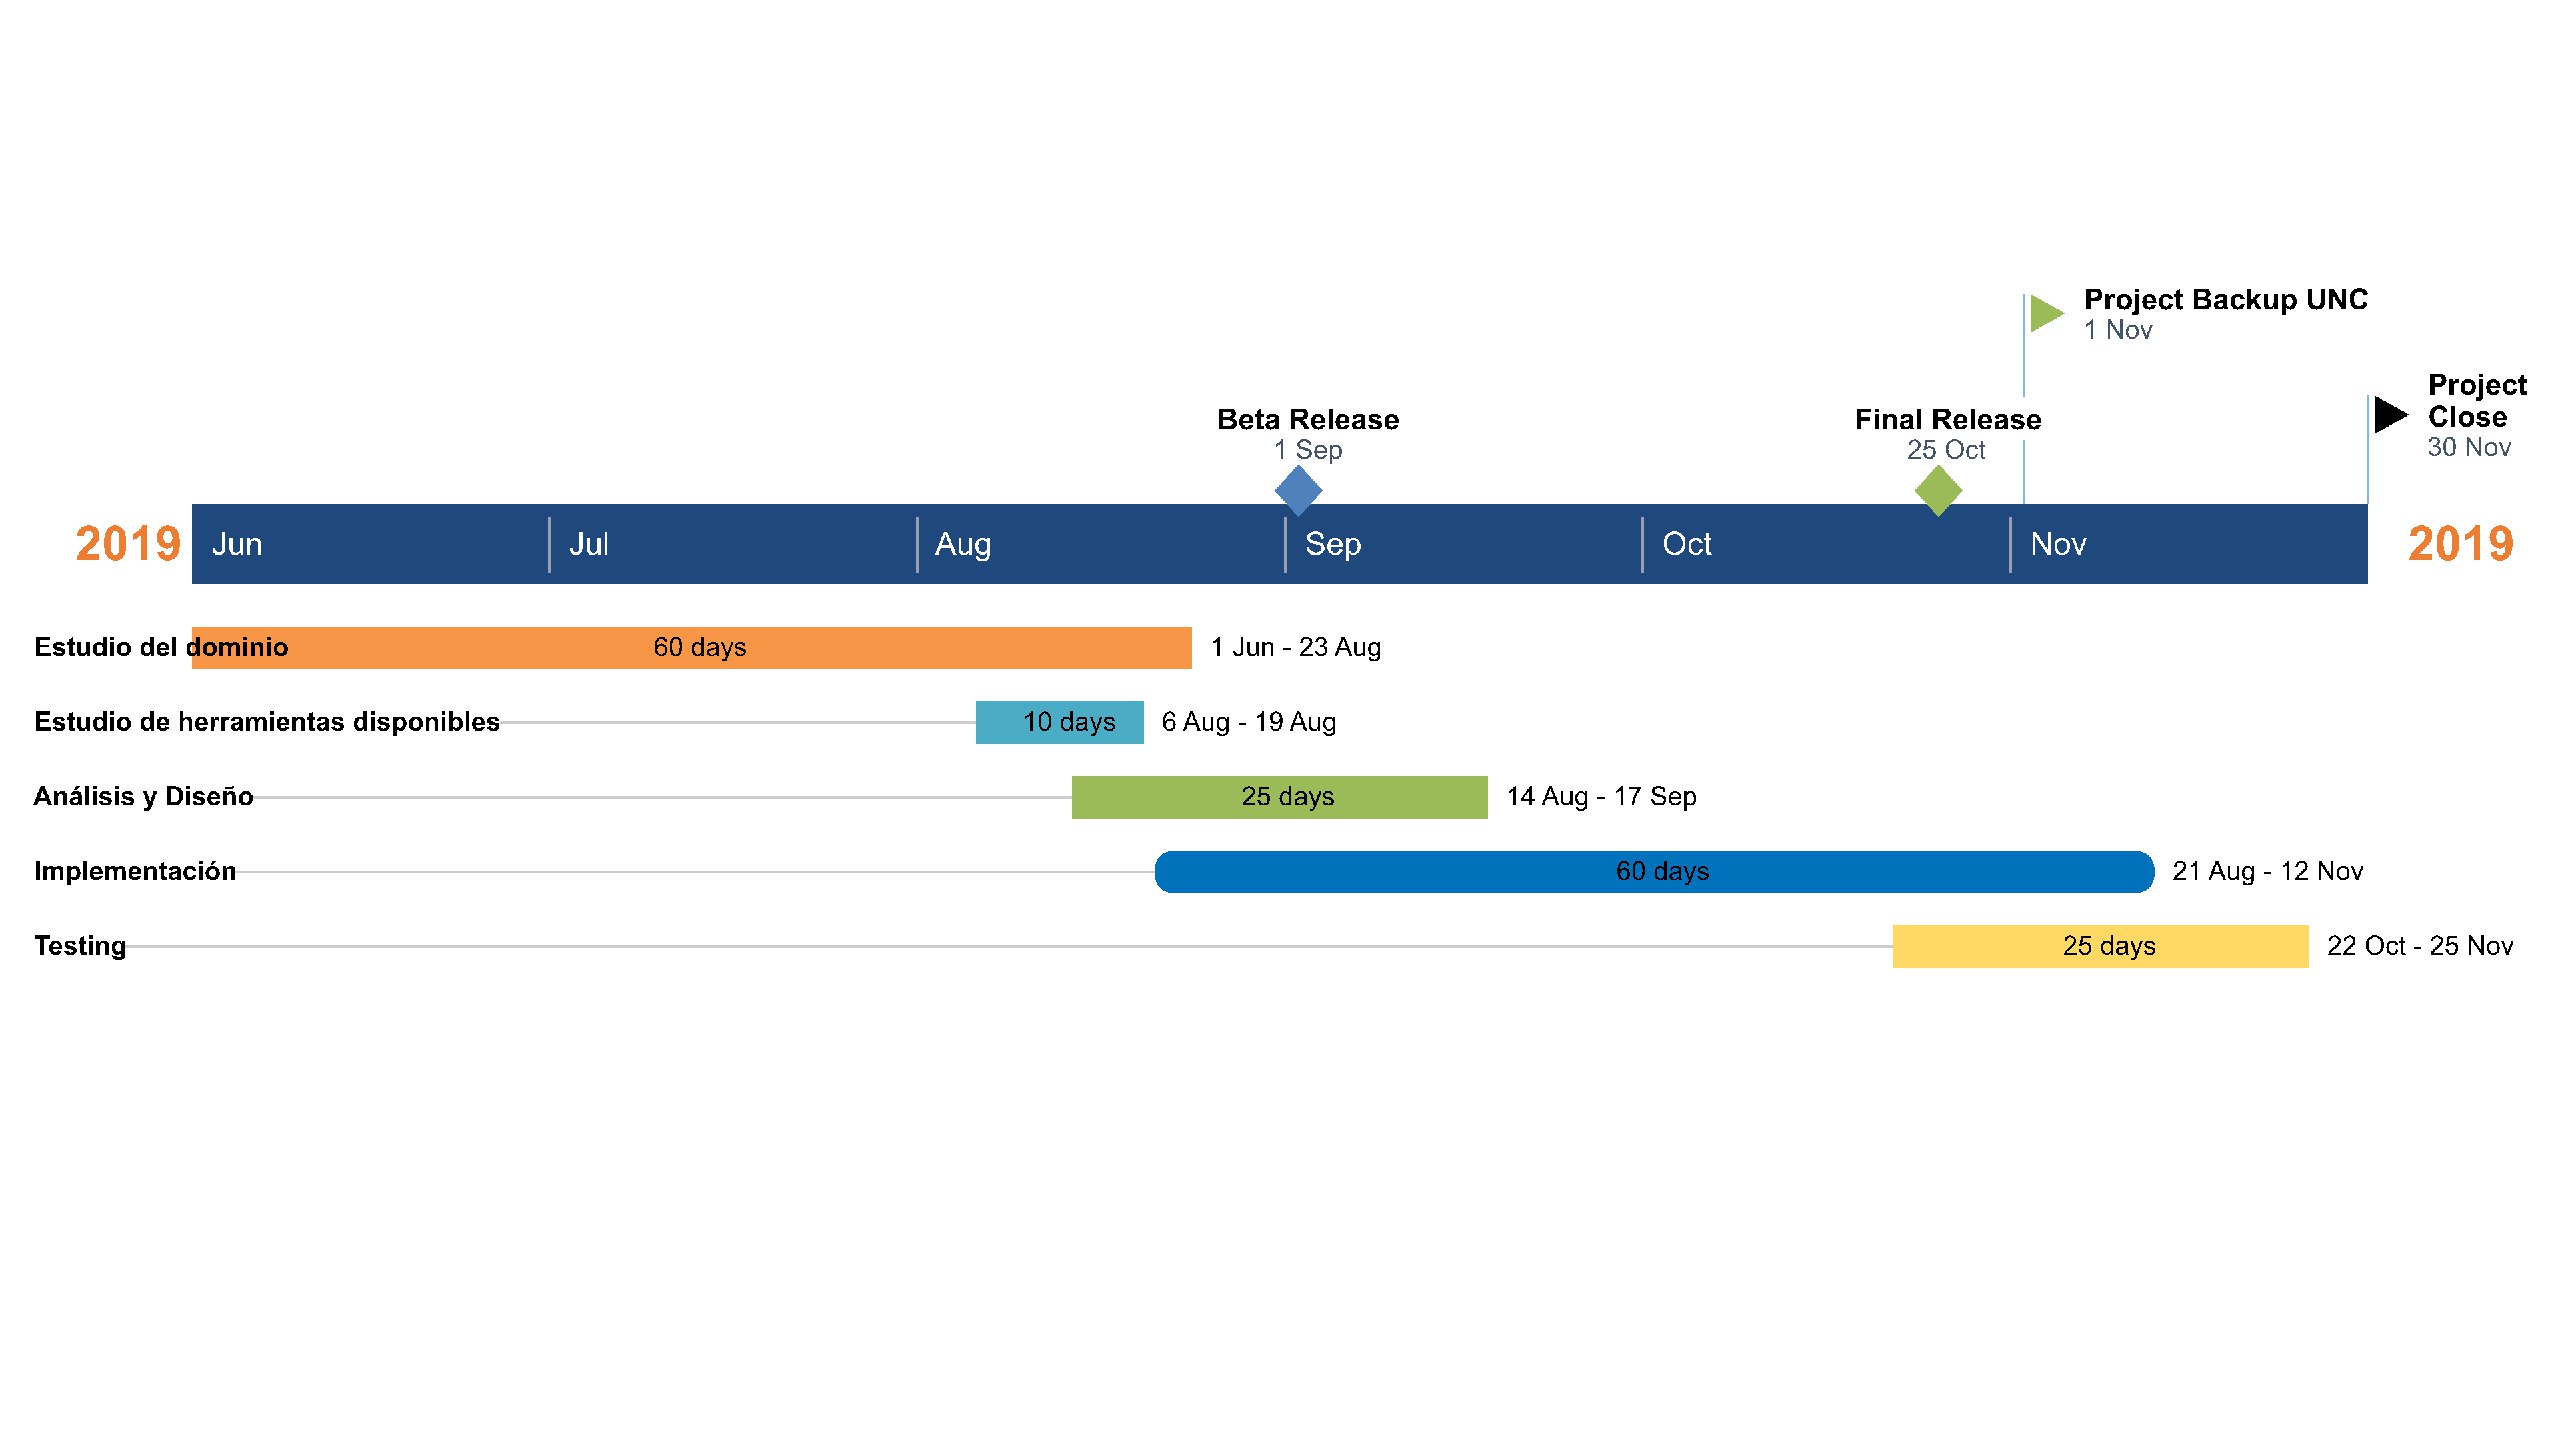 Project Backup UNC
1 Nov
Project
Close
30 Nov
Beta Release
1 Sep
Final Release
25 Oct
2019 Jun Jul Aug Sep Oct Nov 2019
Estudio del dominio 60 days 1 Jun - 23 Aug
Estudio de herramientas disponibles 10 days 6 Aug - 19 Aug
Análisis y Diseño 25 days 14 Aug - 17 Sep
Implementación 60 days 21 Aug - 12 Nov
Testing 25 days 22 Oct - 25 Nov